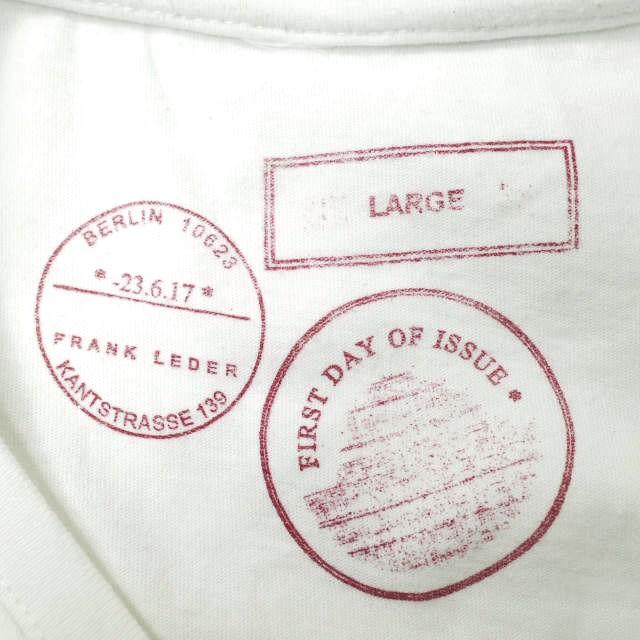 BERLIN 10623
* -23.6.17 *
FRANK LEDER
KANTSTRASSE 139
LARGE
FIRST DAY OF ISSUE *